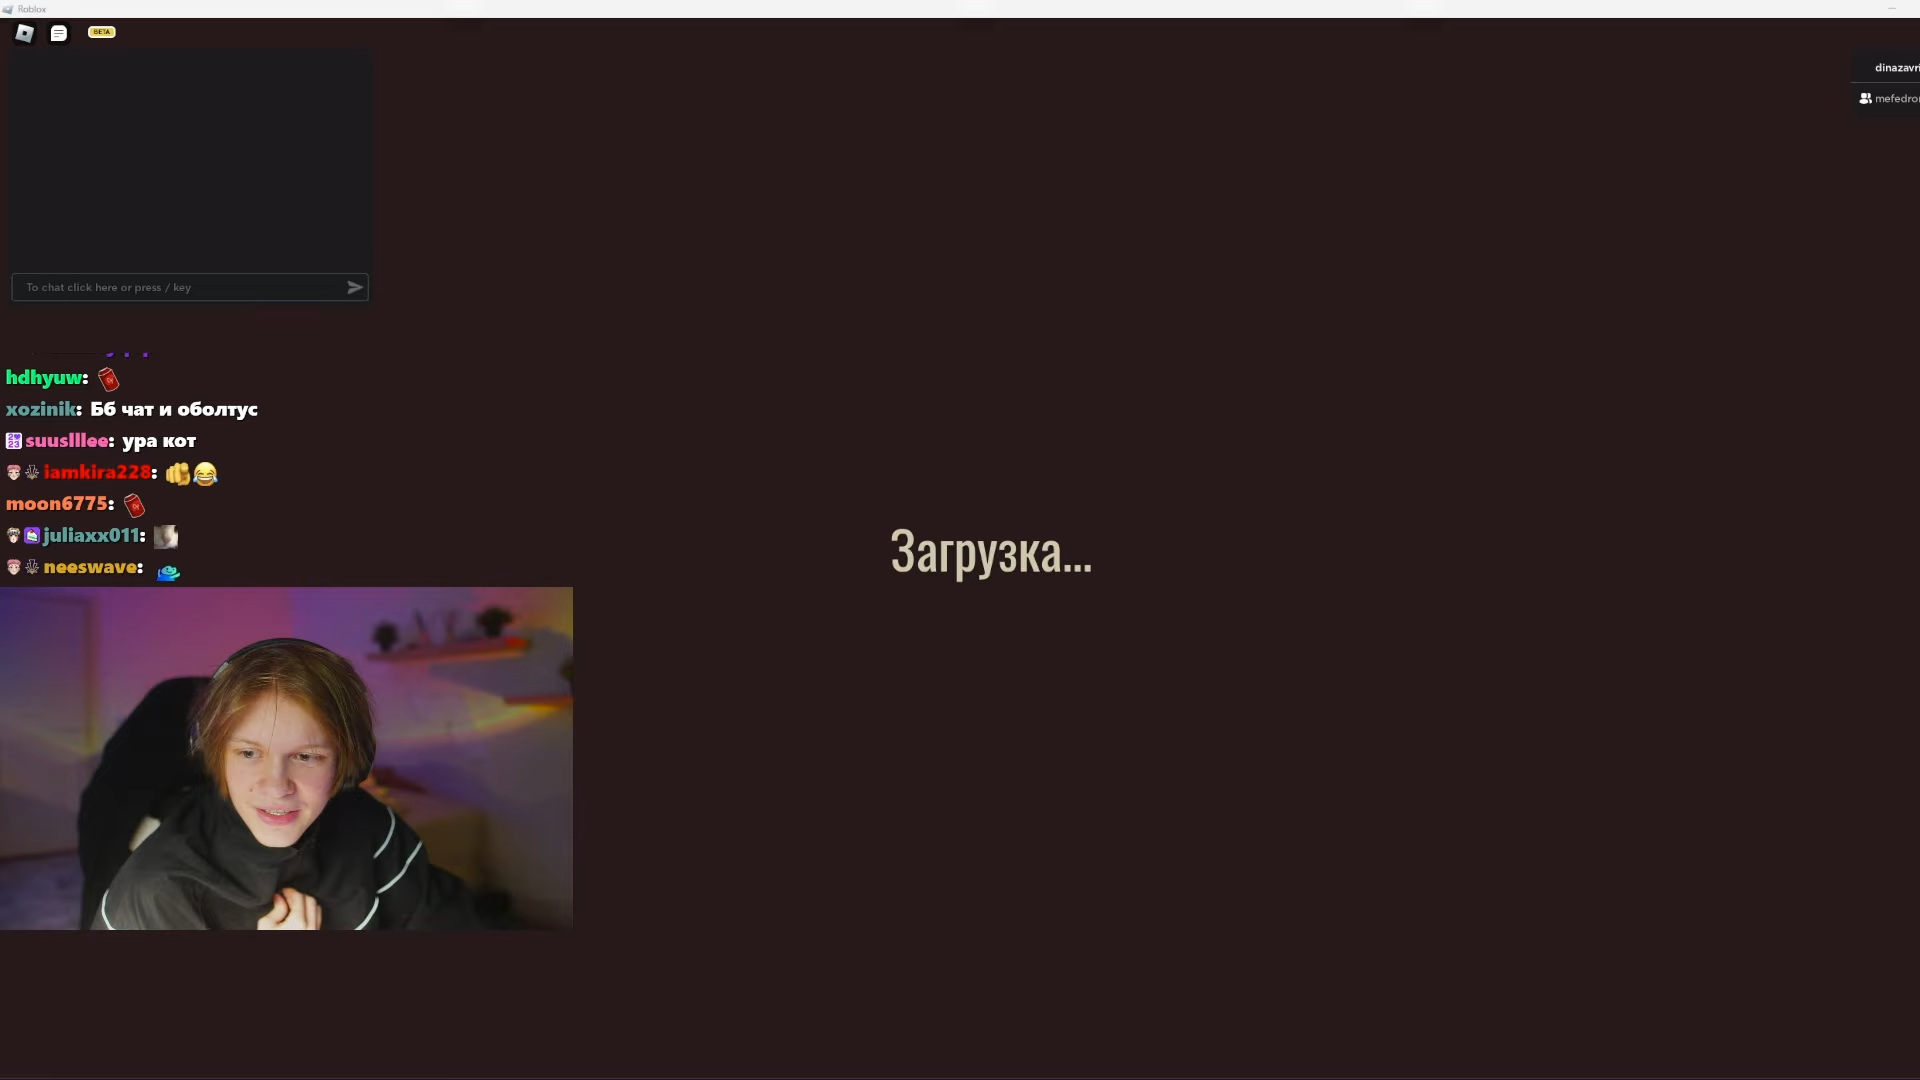 Roblox
BETA
dinazavri
mefedro
To chat click here or press / key
hdhyuw:
xozinik: Бб чат и оболтус
suuslllee: ура кот
iamkira228:
moon6775:
juliaxx011:
neeswave:
Загрузка...